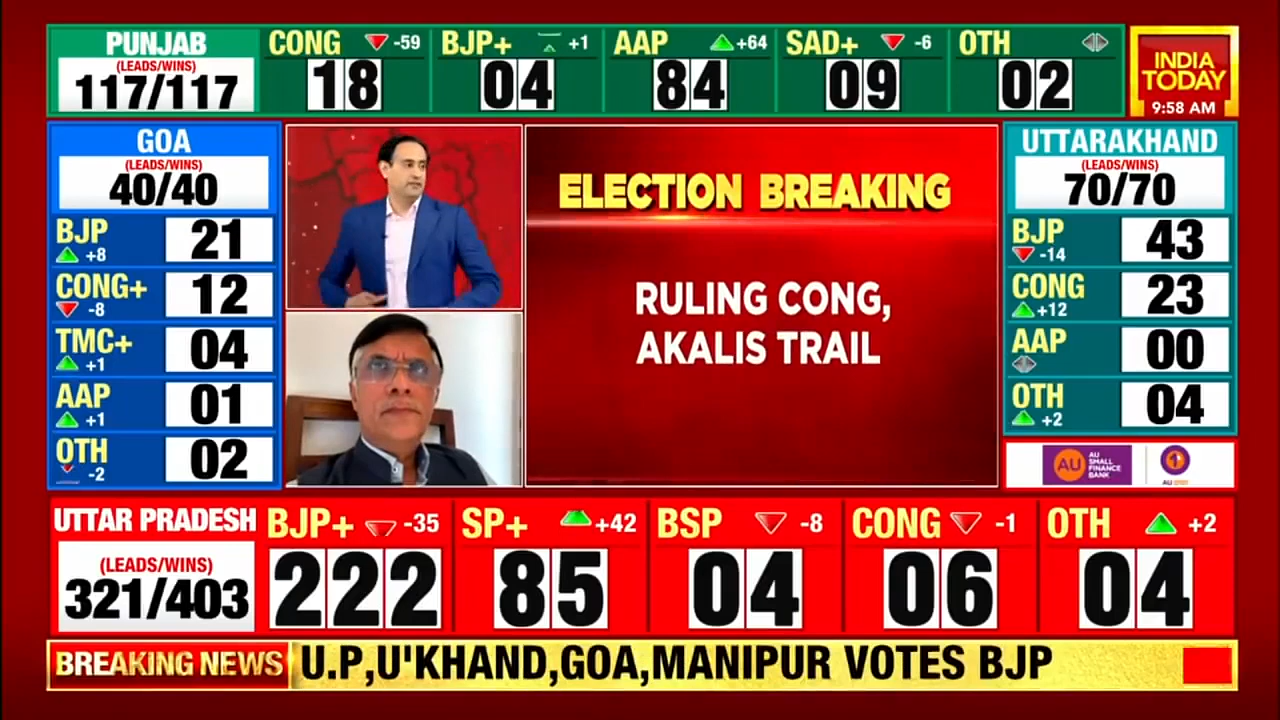 PUNJAB
(LEADS/WINS)
117/117
CONG -59
18
BJP+ +1
04
AAP +64
84
SAD+ -6
09
OTH
02
INDIA
TODAY
9:58 AM
GOA
(LEADS/WINS)
40/40
BJP
+8
21
CONG+
-8
12
TMC+
+1
04
AAP
+1
01
OTH
-2
02
ELECTION BREAKING
RULING CONG,
AKALIS TRAIL
UTTARAKHAND
(LEADS/WINS)
70/70
BJP
-14
43
CONG
+12
23
AAP
00
OTH
+2
04
AU
AU
SMALL
FINANCE
BANK
UTTAR PRADESH
(LEADS/WINS)
321/403
BJP+ -35
222
SP+ +42
85
BSP -8
04
CONG -1
06
OTH +2
04
BREAKING NEWS
U.P,U'KHAND,GOA,MANIPUR VOTES BJP